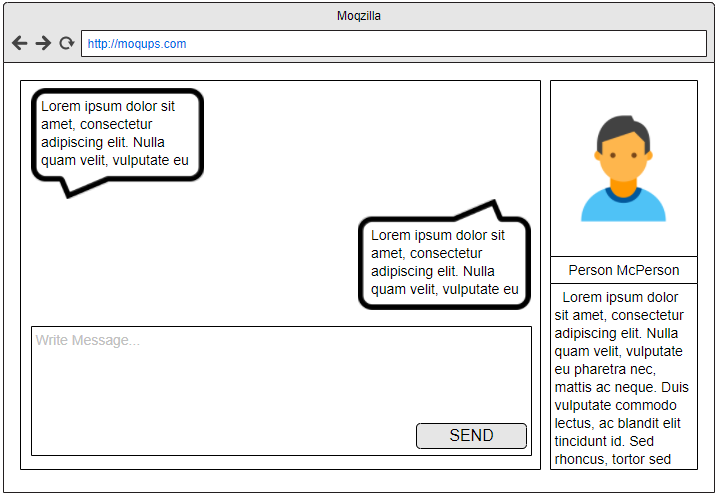 Moqzilla
http://moqups.com
Lorem ipsum dolor sit
amet, consectetur
adipiscing elit. Nulla
quam velit, vulputate eu
Lorem ipsum dolor sit
amet, consectetur
adipiscing elit. Nulla
quam velit, vulputate eu
Write Message...
SEND
Person McPerson
Lorem ipsum dolor
sit amet, consectetur
adipiscing elit. Nulla
quam velit, vulputate
eu pharetra nec,
mattis ac neque. Duis
vulputate commodo
lectus, ac blandit elit
tincidunt id. Sed
rhoncus, tortor sed